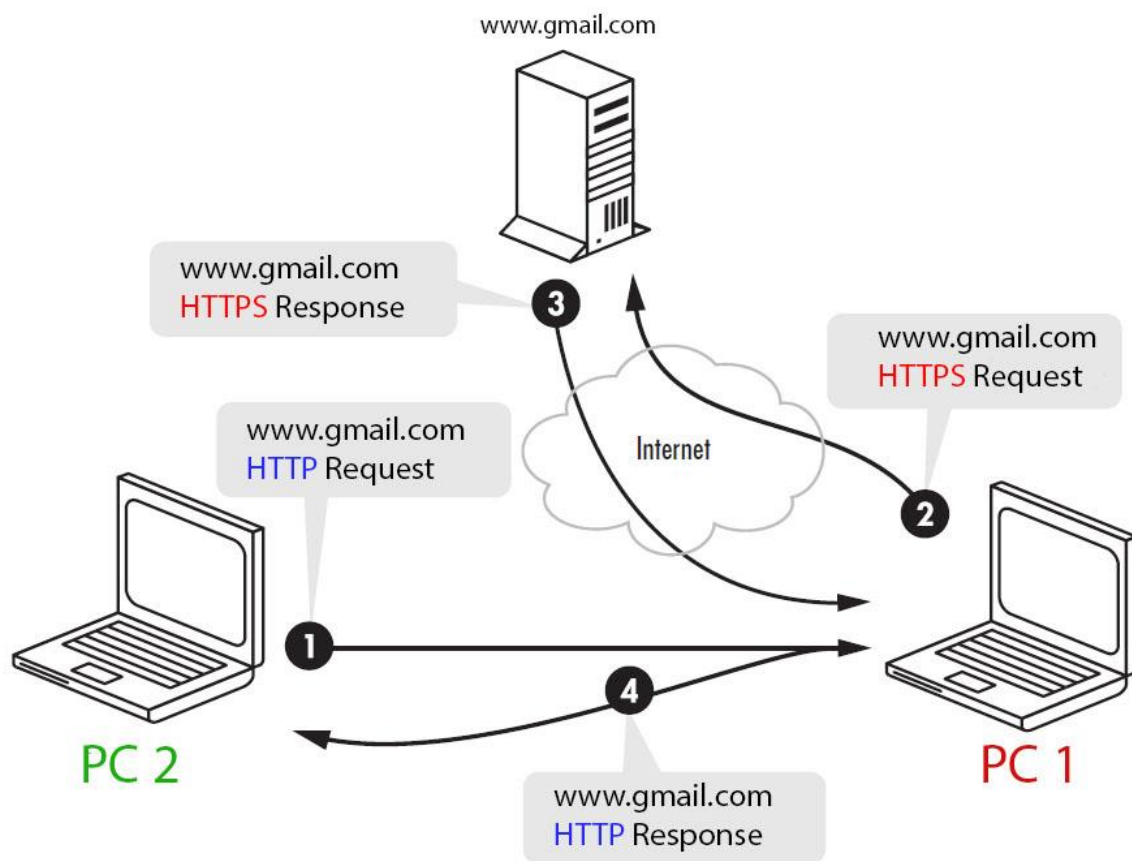 www.gmail.com
www.gmail.com
HTTPS Response
3
www.gmail.com
HTTPS Request
www.gmail.com
HTTP Request
Internet
2
1
4
PC 2
PC 1
www.gmail.com
HTTP Response